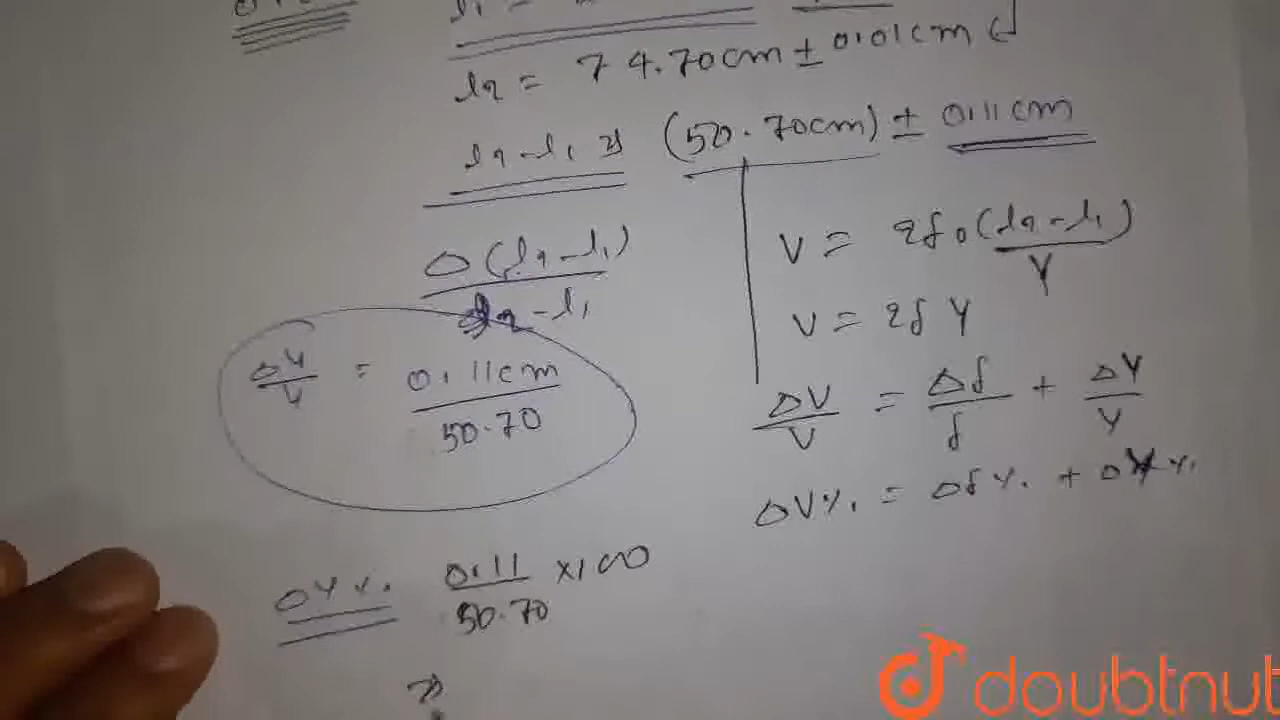 l₁ =
l₂ = 74.70cm ± 0.01cm
l₂-l₁ ⇒ (50.70cm) ± 0.11cm
Δ(l₂-l₁)
l₂-l₁
ΔY/Y = 0.11cm/50.70
ΔY%. 0.11/50.70 ×100
⇒
V = 2f₀(l₂-l₁)
Y
V = 2f Y
ΔV/V = Δf/f + ΔY/Y
ΔV%. = Δf%. + ΔY%.
doubtnut